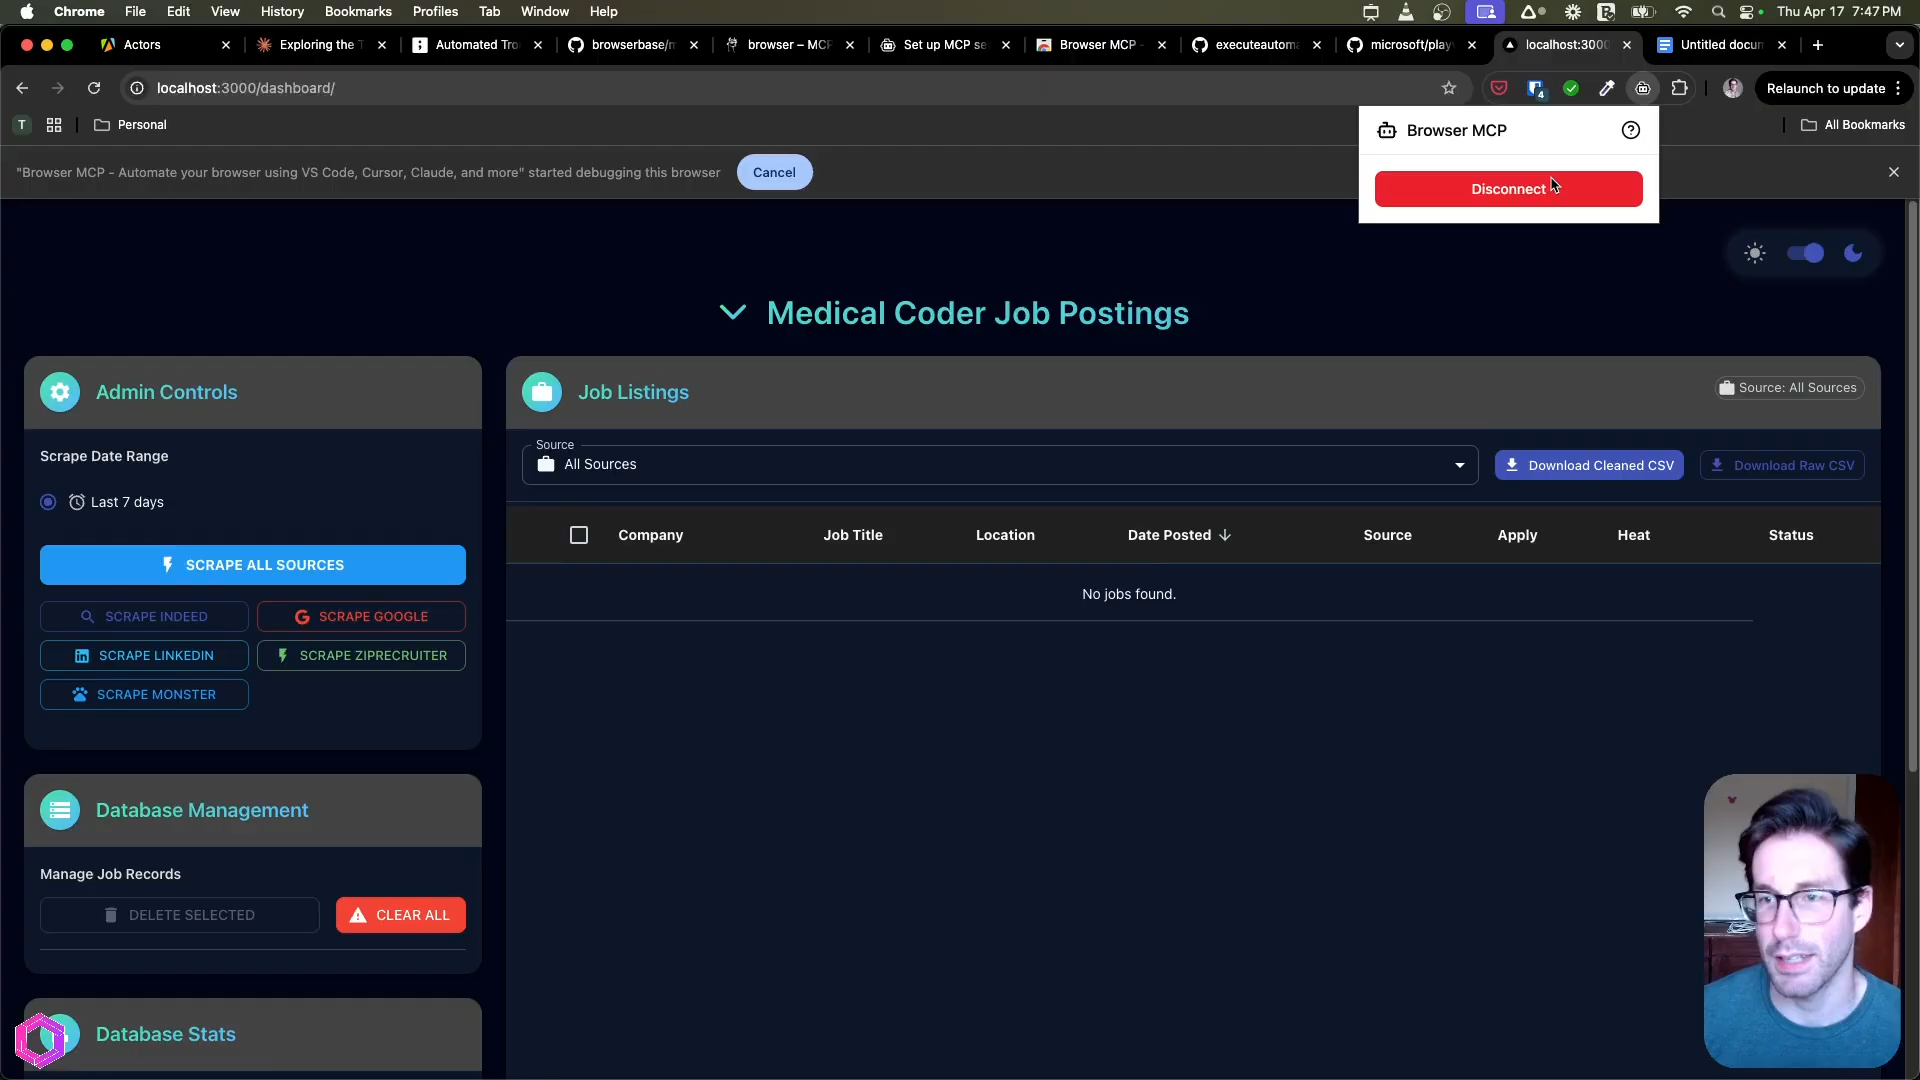 Chrome File Edit View History Bookmarks Profiles Tab Window Help Thu Apr 17 7:47 PM
Actors Exploring the T Automated Tro browserbase/m browser – MCP Set up MCP se Browser MCP - executeautoma microsoft/play localhost:3000 Untitled docum
localhost:3000/dashboard/ 4 Relaunch to update
T Personal All Bookmarks
Browser MCP
"Browser MCP - Automate your browser using VS Code, Cursor, Claude, and more" started debugging this browser Cancel
Disconnect
Medical Coder Job Postings
Admin Controls
Scrape Date Range
Last 7 days
SCRAPE ALL SOURCES
SCRAPE INDEED SCRAPE GOOGLE
SCRAPE LINKEDIN SCRAPE ZIPRECRUITER
SCRAPE MONSTER
Database Management
Manage Job Records
DELETE SELECTED CLEAR ALL
Database Stats
Job Listings Source: All Sources
Source
All Sources Download Cleaned CSV Download Raw CSV
Company Job Title Location Date Posted Source Apply Heat Status
No jobs found.